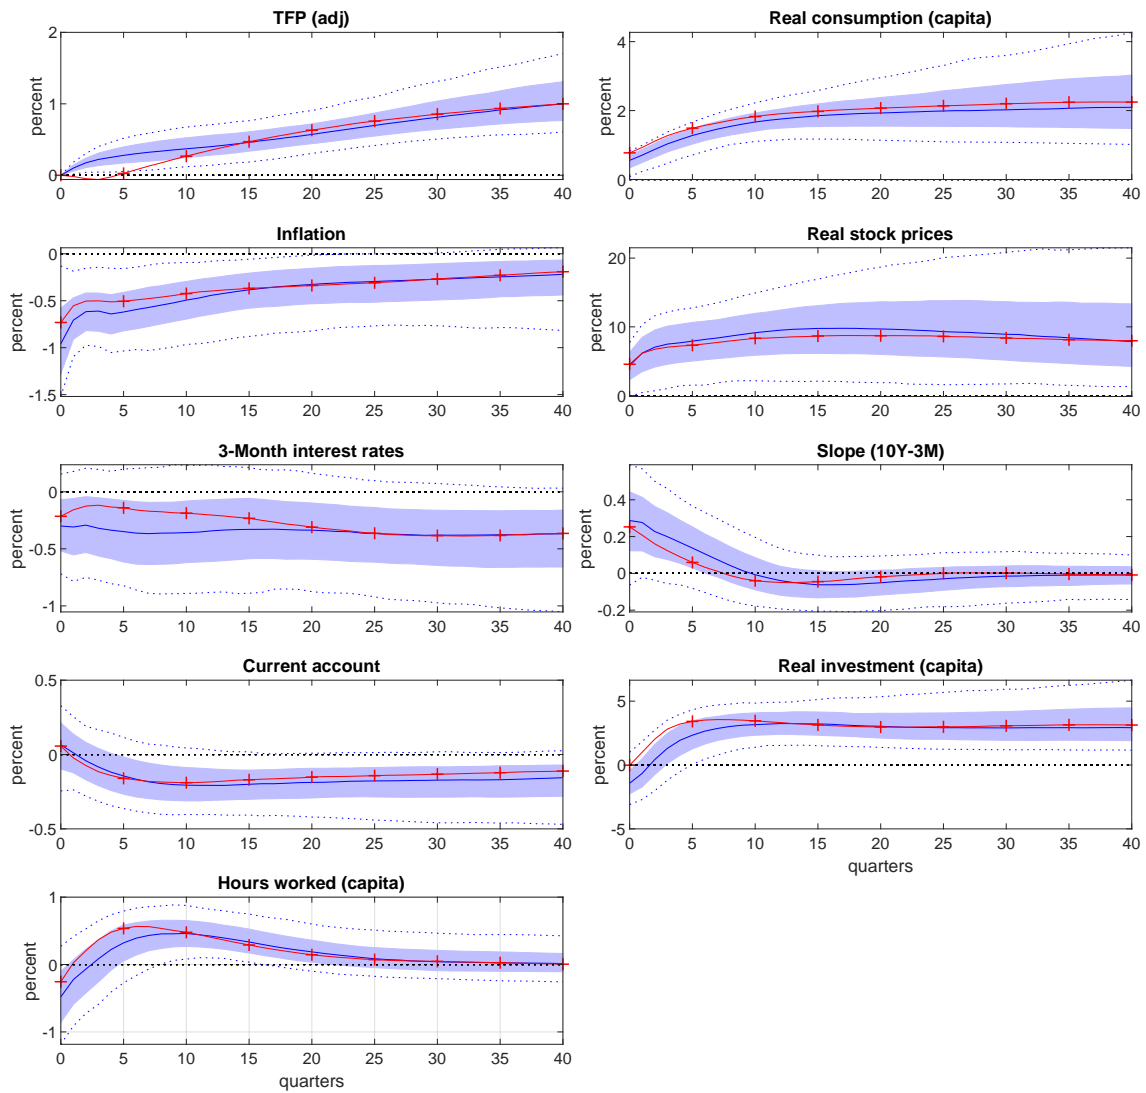 TFP (adj)
percent
2
1
0
0 5 10 15 20 25 30 35 40
Real consumption (capita)
percent
4
2
0
0 5 10 15 20 25 30 35 40
Inflation
percent
0
-0.5
-1
-1.5
0 5 10 15 20 25 30 35 40
Real stock prices
percent
20
10
0
0 5 10 15 20 25 30 35 40
3-Month interest rates
percent
0
-0.5
-1
0 5 10 15 20 25 30 35 40
Slope (10Y-3M)
percent
0.4
0.2
0
-0.2
0 5 10 15 20 25 30 35 40
Current account
percent
0.5
0
-0.5
0 5 10 15 20 25 30 35 40
Real investment (capita)
percent
5
0
-5
0 5 10 15 20 25 30 35 40
quarters
Hours worked (capita)
percent
1
0
-1
0 5 10 15 20 25 30 35 40
quarters